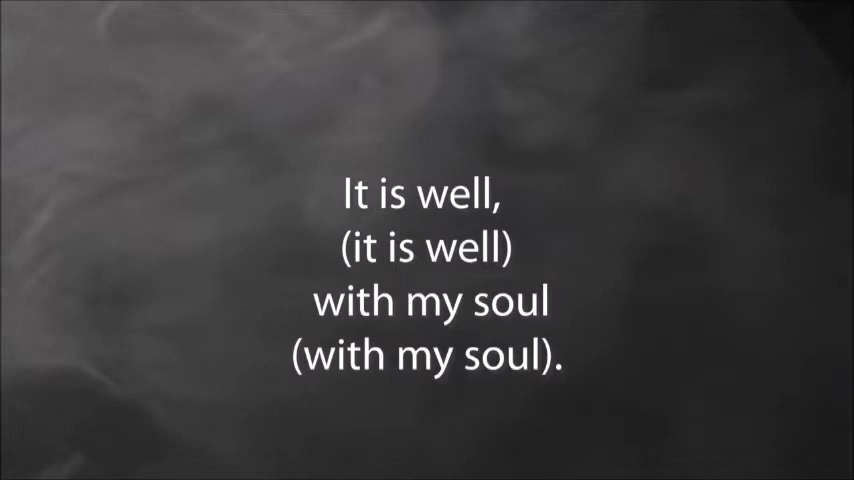 It is well,
(it is well)
with my soul
(with my soul).